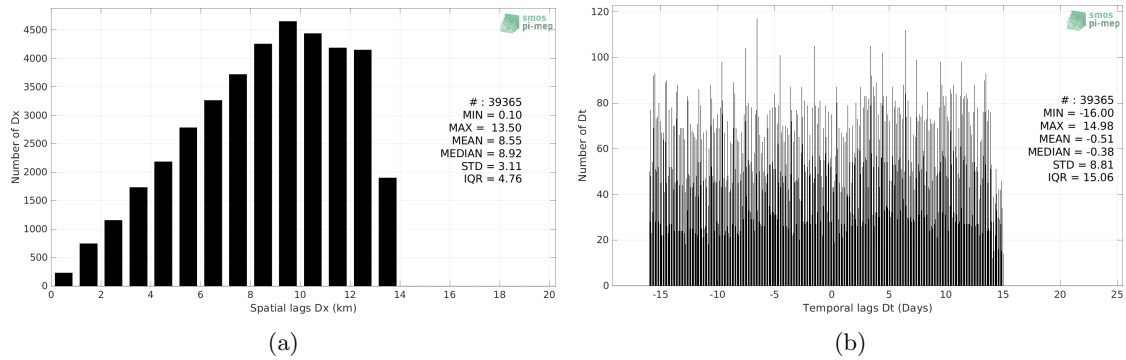 (a)
smos
pi-mep
4500
4000
3500
3000
2500
2000
1500
1000
500
0
Number of Dx
# : 39365
MIN = 0.10
MAX = 13.50
MEAN = 8.55
MEDIAN = 8.92
STD = 3.11
IQR = 4.76
0 2 4 6 8 10 12 14 16 18 20
Spatial lags Dx (km)
(a)
(b)
smos
pi-mep
120
100
80
60
40
20
0
Number of Dt
# : 39365
MIN = -16.00
MAX = 14.98
MEAN = -0.51
MEDIAN = -0.38
STD = 8.81
IQR = 15.06
-15 -10 -5 0 5 10 15 20 25
Temporal lags Dt (Days)
(b)